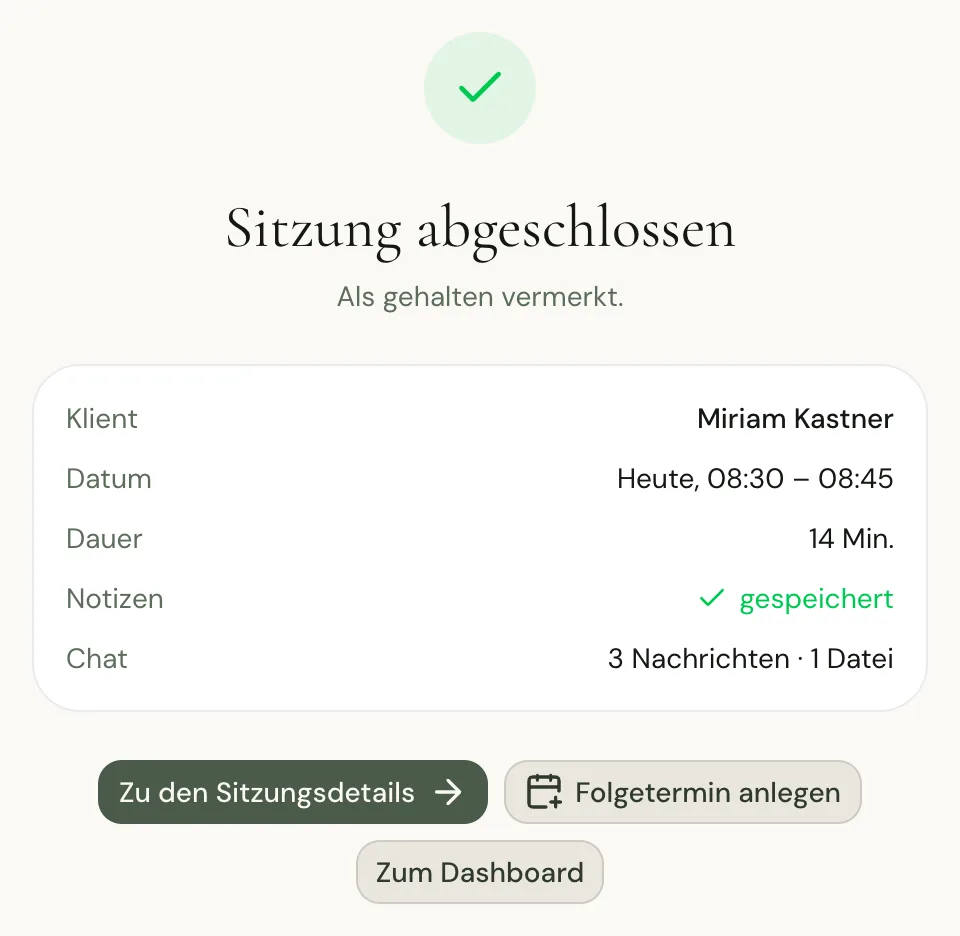 Sitzung abgeschlossen
Als gehalten vermerkt.
Klient Miriam Kastner
Datum Heute, 08:30 – 08:45
Dauer 14 Min.
Notizen gespeichert
Chat 3 Nachrichten · 1 Datei
Zu den Sitzungsdetails Folgetermin anlegen
Zum Dashboard